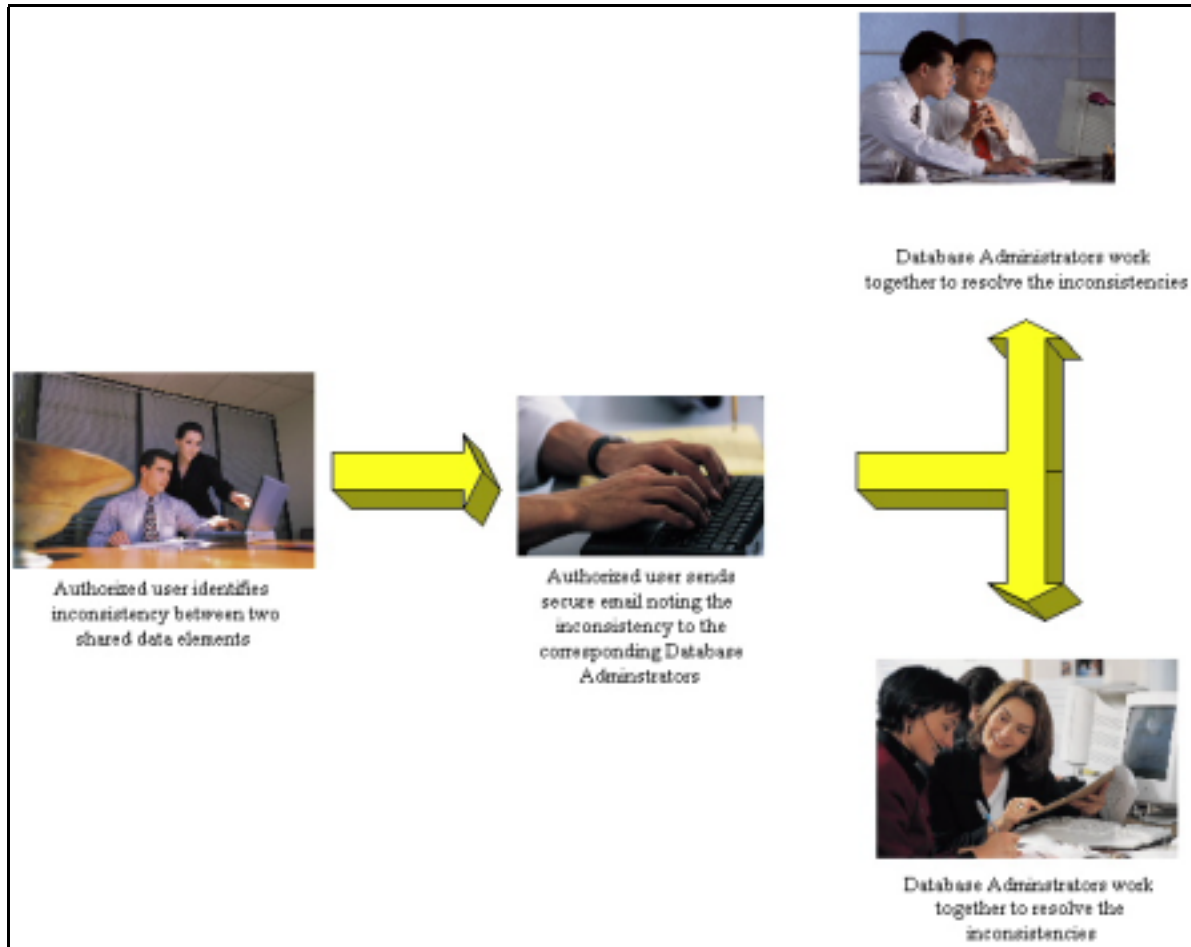 Database Administrators work
together to resolve the inconsistencies
Authorized user identifies
inconsistency between two
shared data elements
Authorized user sends
secure email noting the
inconsistency to the
corresponding Database
Adminstrators
Database Adminstrators work
together to resolve the
inconsistencies